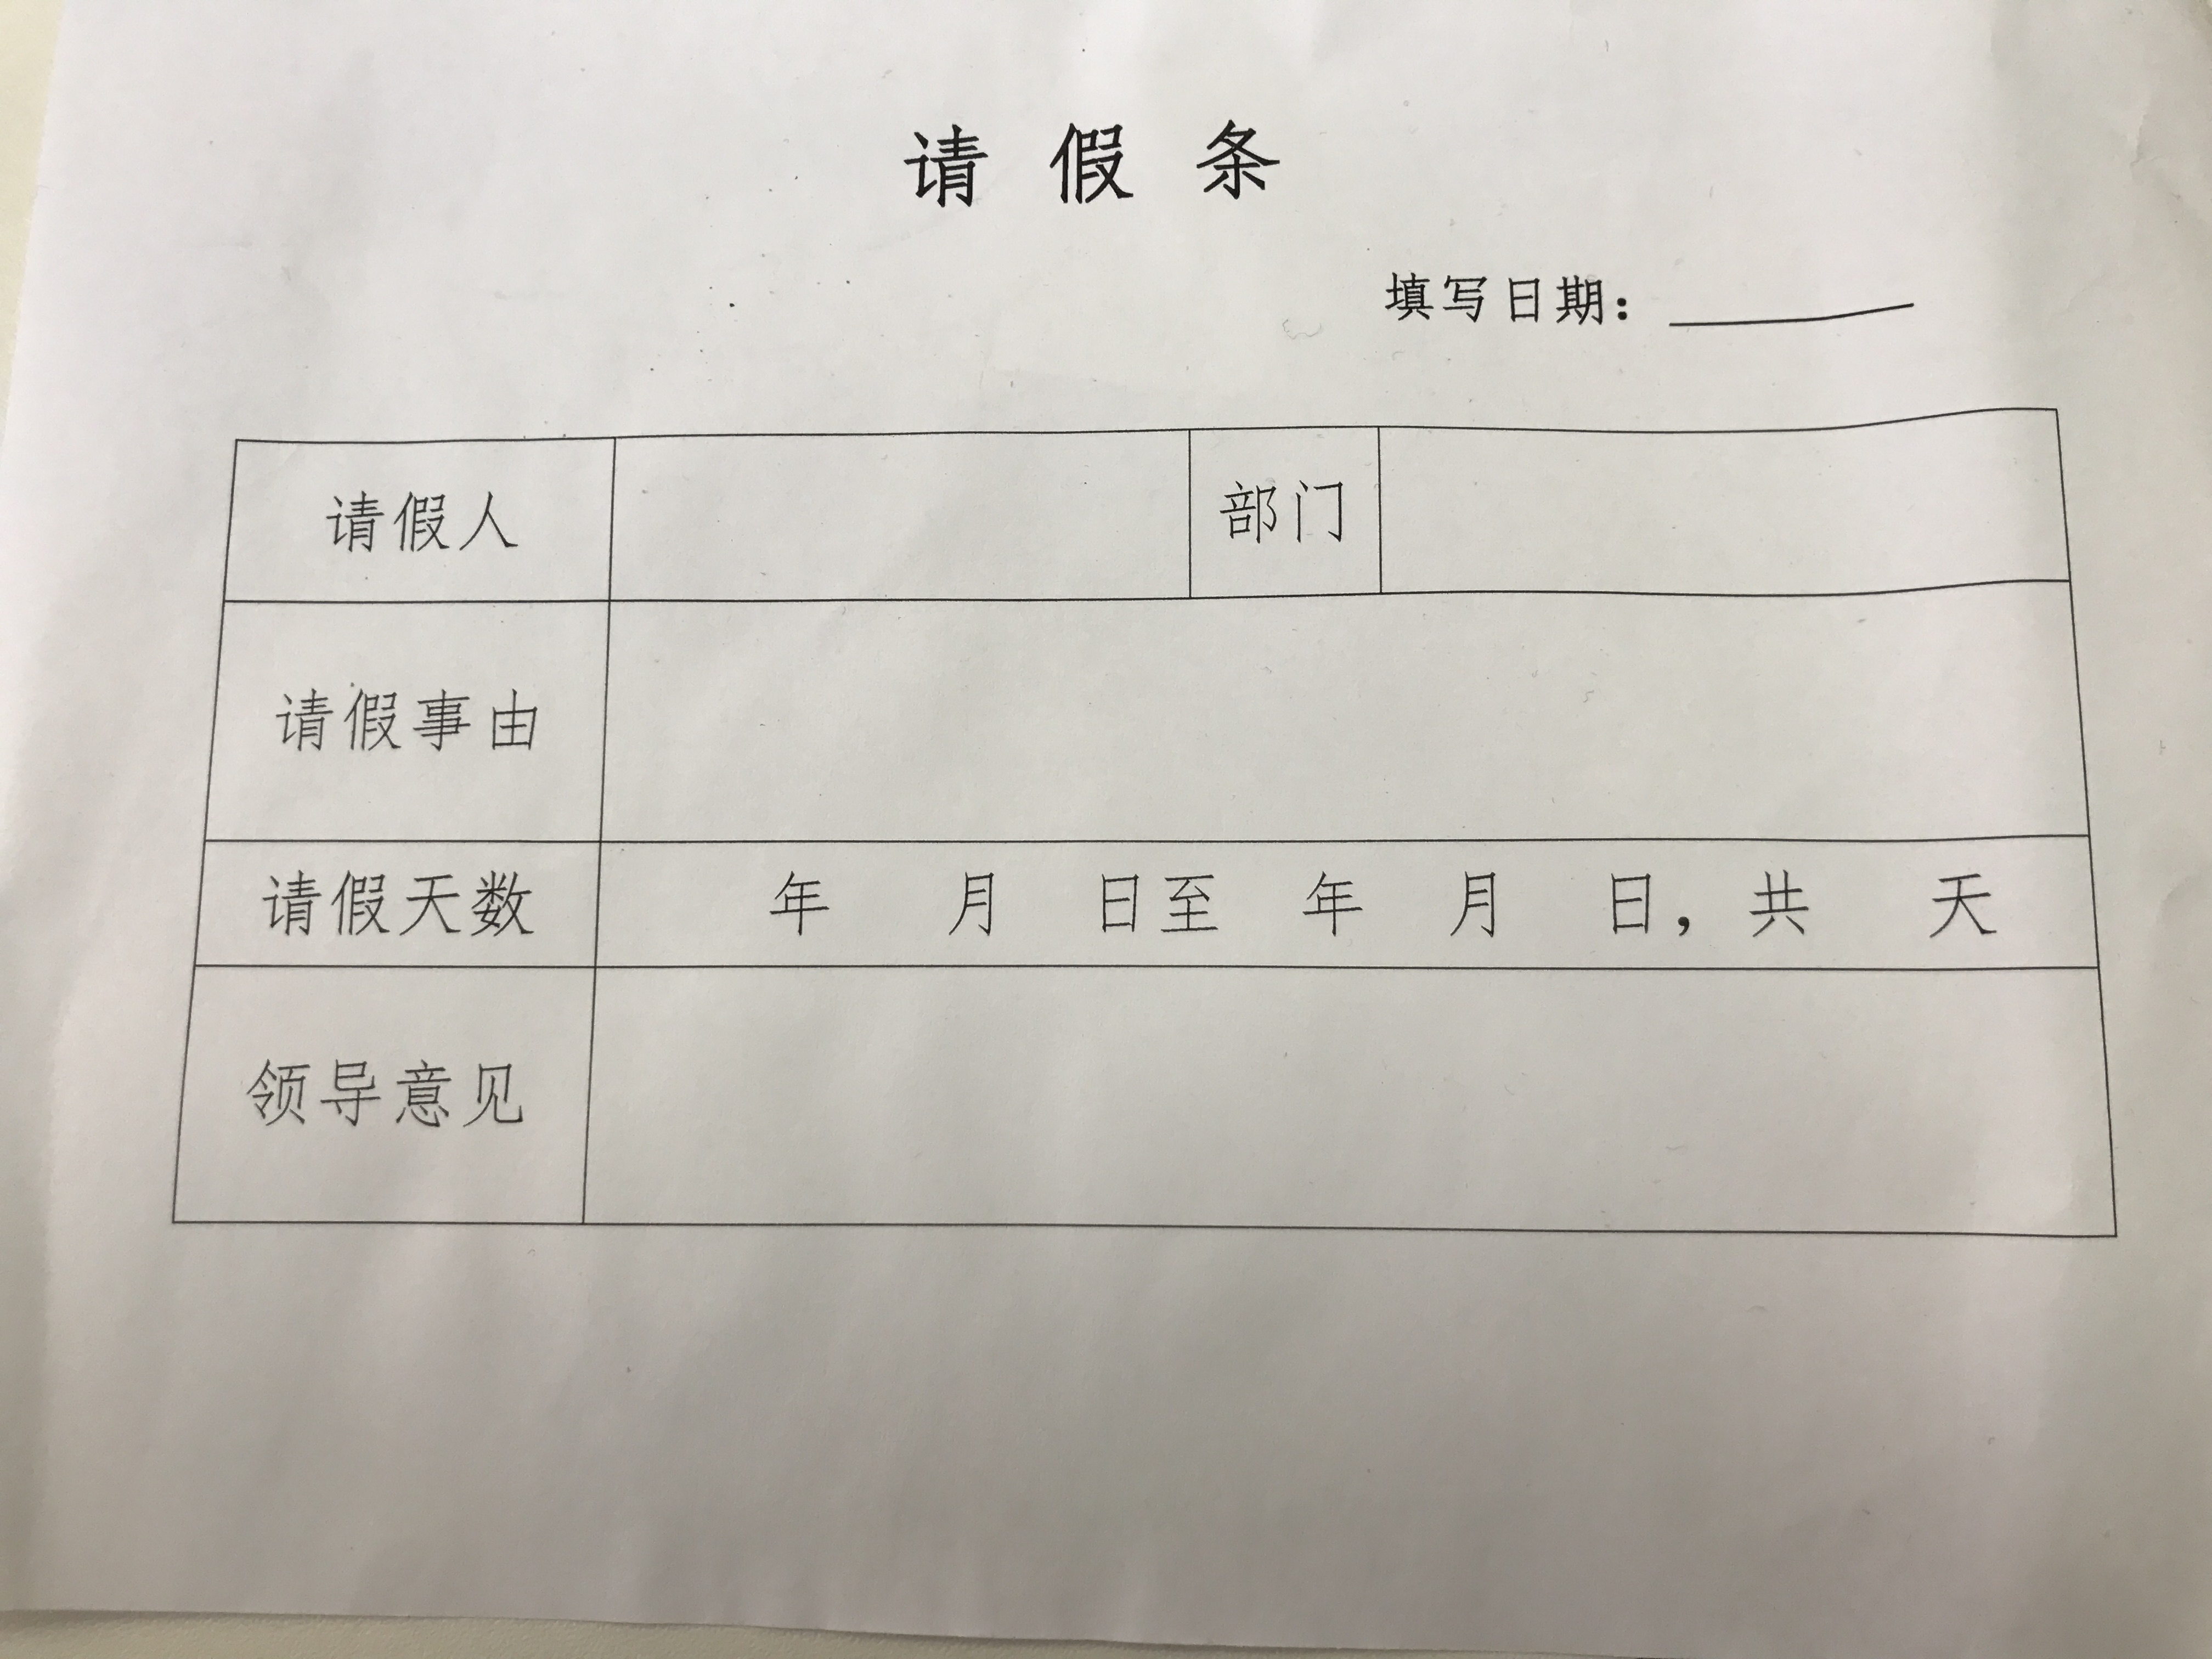 请假条
填写日期：
请假人 部门
请假事由
请假天数 年 月 日至 年 月 日，共 天
领导意见